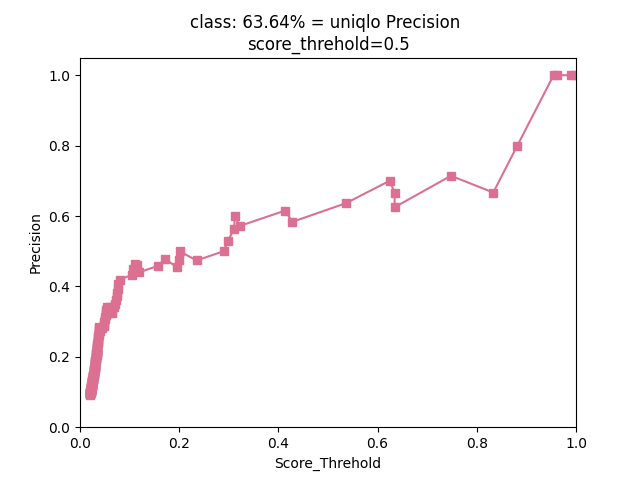 class: 63.64% = uniqlo Precision
score_threhold=0.5
1.0
0.8
0.6
0.4
0.2
0.0
Precision
0.0 0.2 0.4 0.6 0.8 1.0
Score_Threhold